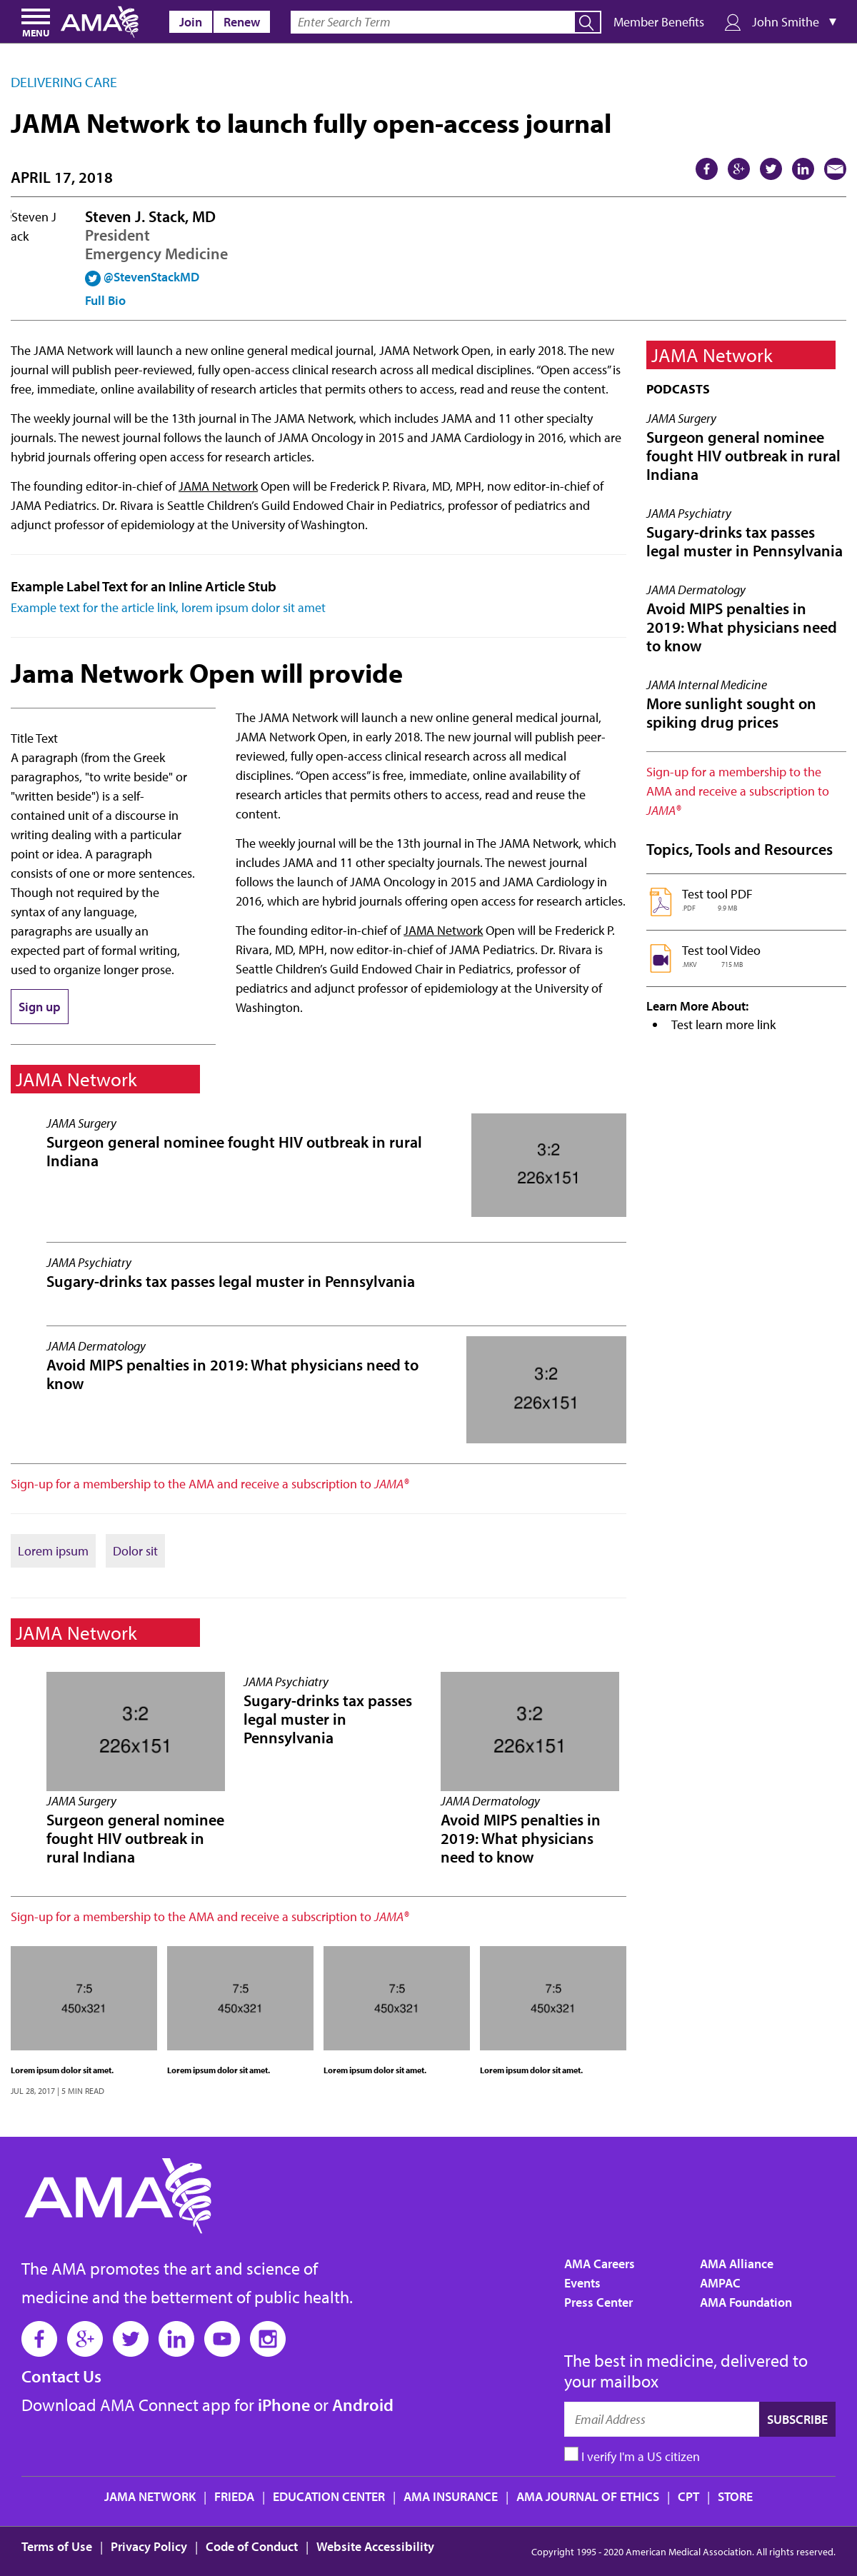 MENU
AMA
Join
Renew
Enter Search Term
Member Benefits
John Smithe
DELIVERING CARE
JAMA Network to launch fully open-access journal
APRIL 17, 2018
Steven J
ack
Steven J. Stack, MD
President
Emergency Medicine
@StevenStackMD
Full Bio
The JAMA Network will launch a new online general medical journal, JAMA Network Open, in early 2018. The new
journal will publish peer-reviewed, fully open-access clinical research across all medical disciplines. “Open access” is
free, immediate, online availability of research articles that permits others to access, read and reuse the content.
The weekly journal will be the 13th journal in The JAMA Network, which includes JAMA and 11 other specialty
journals. The newest journal follows the launch of JAMA Oncology in 2015 and JAMA Cardiology in 2016, which are
hybrid journals offering open access for research articles.
The founding editor-in-chief of JAMA Network Open will be Frederick P. Rivara, MD, MPH, now editor-in-chief of
JAMA Pediatrics. Dr. Rivara is Seattle Children’s Guild Endowed Chair in Pediatrics, professor of pediatrics and
adjunct professor of epidemiology at the University of Washington.
Example Label Text for an Inline Article Stub
Example text for the article link, lorem ipsum dolor sit amet
Jama Network Open will provide
Title Text
A paragraph (from the Greek
paragraphos, "to write beside" or
"written beside") is a self-
contained unit of a discourse in
writing dealing with a particular
point or idea. A paragraph
consists of one or more sentences.
Though not required by the
syntax of any language,
paragraphs are usually an
expected part of formal writing,
used to organize longer prose.
Sign up
The JAMA Network will launch a new online general medical journal,
JAMA Network Open, in early 2018. The new journal will publish peer-
reviewed, fully open-access clinical research across all medical
disciplines. “Open access” is free, immediate, online availability of
research articles that permits others to access, read and reuse the
content.
The weekly journal will be the 13th journal in The JAMA Network, which
includes JAMA and 11 other specialty journals. The newest journal
follows the launch of JAMA Oncology in 2015 and JAMA Cardiology in
2016, which are hybrid journals offering open access for research articles.
The founding editor-in-chief of JAMA Network Open will be Frederick P.
Rivara, MD, MPH, now editor-in-chief of JAMA Pediatrics. Dr. Rivara is
Seattle Children’s Guild Endowed Chair in Pediatrics, professor of
pediatrics and adjunct professor of epidemiology at the University of
Washington.
JAMA Network
JAMA Surgery
Surgeon general nominee fought HIV outbreak in rural
Indiana
3:2
226x151
JAMA Psychiatry
Sugary-drinks tax passes legal muster in Pennsylvania
JAMA Dermatology
Avoid MIPS penalties in 2019: What physicians need to
know
3:2
226x151
Sign-up for a membership to the AMA and receive a subscription to JAMA®
Lorem ipsum
Dolor sit
JAMA Network
3:2
226x151
JAMA Surgery
Surgeon general nominee
fought HIV outbreak in
rural Indiana
JAMA Psychiatry
Sugary-drinks tax passes
legal muster in
Pennsylvania
3:2
226x151
JAMA Dermatology
Avoid MIPS penalties in
2019: What physicians
need to know
Sign-up for a membership to the AMA and receive a subscription to JAMA®
7:5
450x321
Lorem ipsum dolor sit amet.
JUL 28, 2017 | 5 MIN READ
7:5
450x321
Lorem ipsum dolor sit amet.
7:5
450x321
Lorem ipsum dolor sit amet.
7:5
450x321
Lorem ipsum dolor sit amet.
JAMA Network
PODCASTS
JAMA Surgery
Surgeon general nominee
fought HIV outbreak in rural
Indiana
JAMA Psychiatry
Sugary-drinks tax passes
legal muster in Pennsylvania
JAMA Dermatology
Avoid MIPS penalties in
2019: What physicians need
to know
JAMA Internal Medicine
More sunlight sought on
spiking drug prices
Sign-up for a membership to the
AMA and receive a subscription to
JAMA®
Topics, Tools and Resources
Test tool PDF
.PDF 9.9 MB
Test tool Video
.MKV 715 MB
Learn More About:
Test learn more link
AMA
The AMA promotes the art and science of
medicine and the betterment of public health.
Contact Us
Download AMA Connect app for iPhone or Android
AMA Careers
Events
Press Center
AMA Alliance
AMPAC
AMA Foundation
The best in medicine, delivered to
your mailbox
Email Address
SUBSCRIBE
I verify I'm a US citizen
JAMA NETWORK | FRIEDA | EDUCATION CENTER | AMA INSURANCE | AMA JOURNAL OF ETHICS | CPT | STORE
Terms of Use | Privacy Policy | Code of Conduct | Website Accessibility
Copyright 1995 - 2020 American Medical Association. All rights reserved.